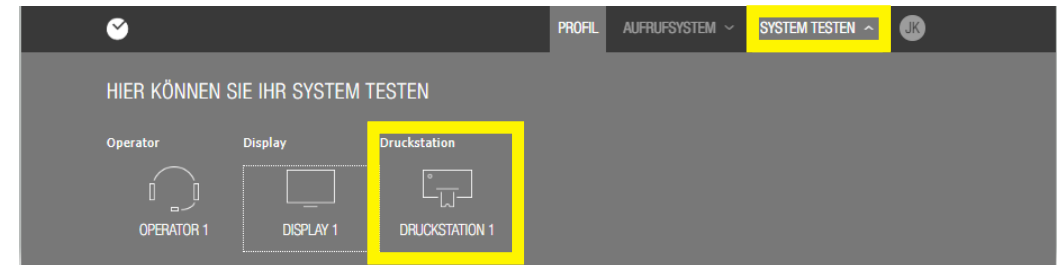 PROFIL AUFRUFSYSTEM SYSTEM TESTEN JK
HIER KÖNNEN SIE IHR SYSTEM TESTEN
Operator Display Druckstation
OPERATOR 1 DISPLAY 1 DRUCKSTATION 1